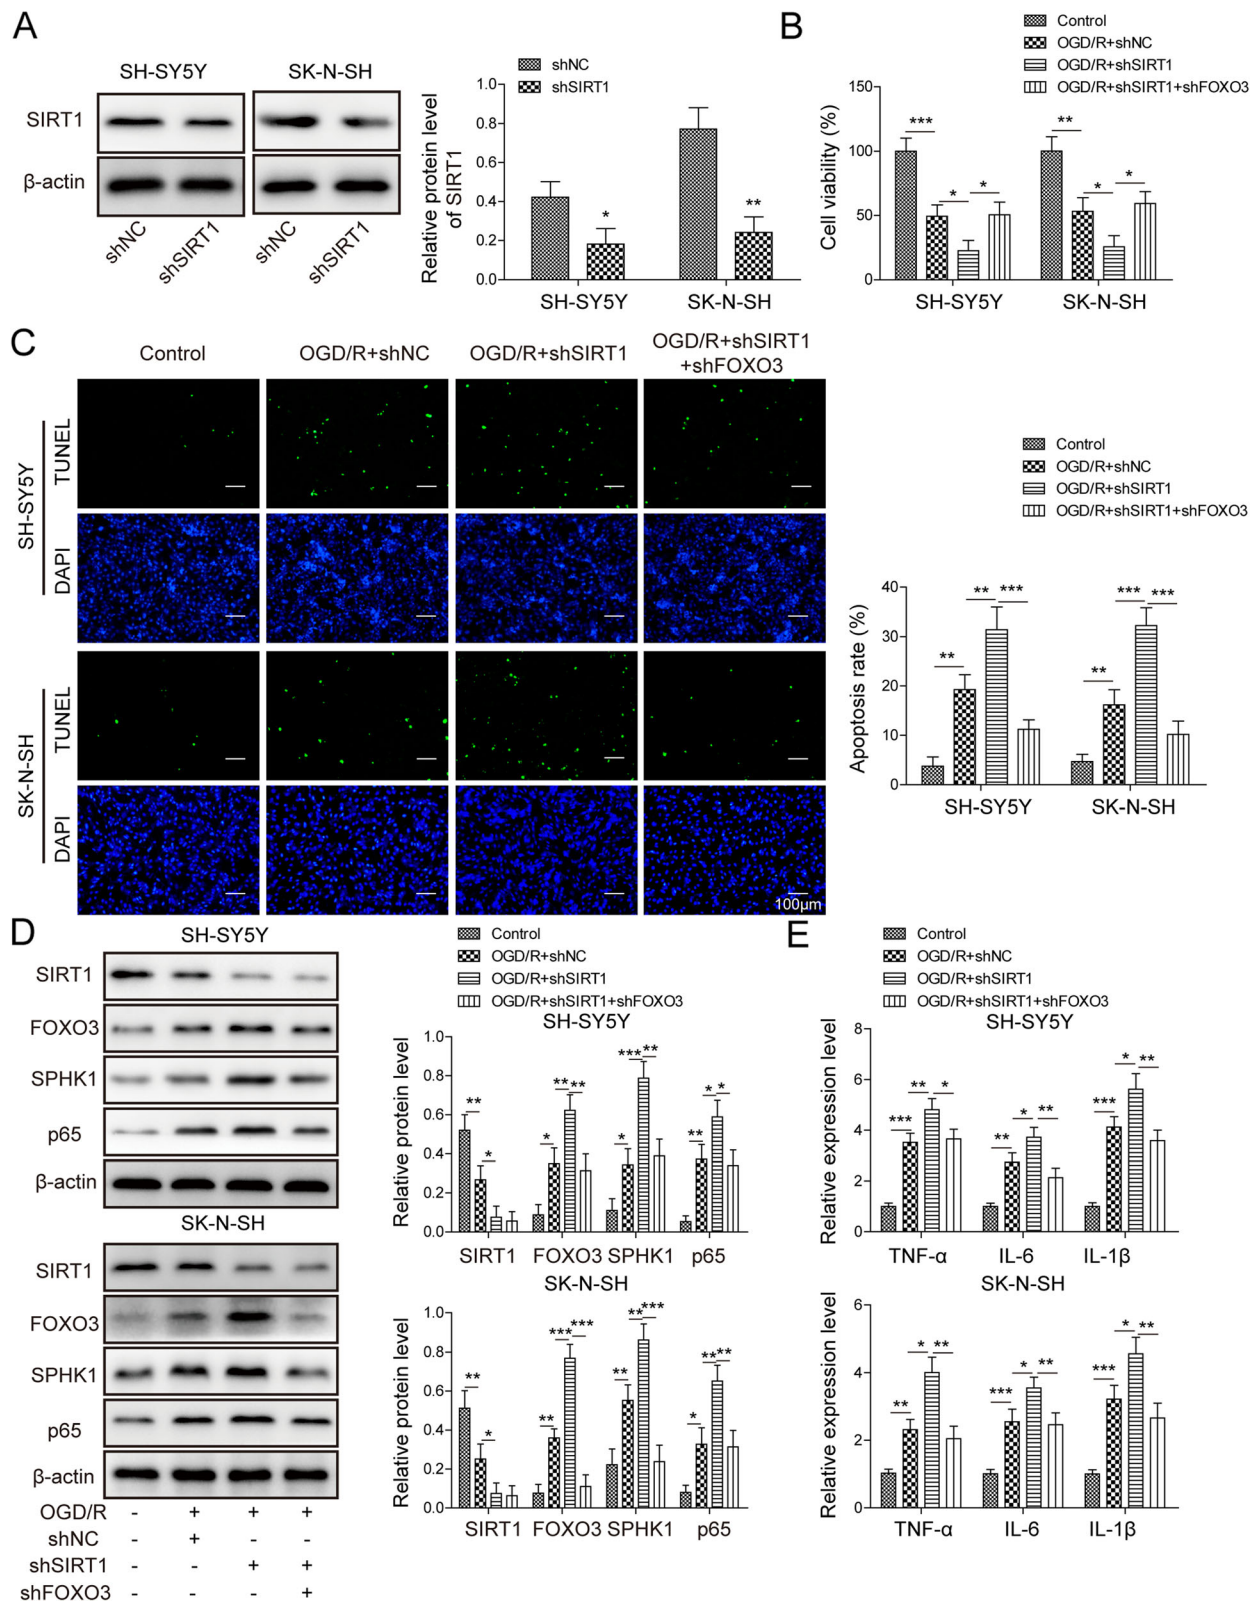 A
SH-SY5Y
SK-N-SH
SIRT1
β-actin
shNC
shSIRT1
shNC
shSIRT1
shNC
shSIRT1
Relative protein level
of SIRT1
1.0
0.8
0.6
0.4
0.2
0.0
*
**
SH-SY5Y
SK-N-SH
B
Control
OGD/R+shNC
OGD/R+shSIRT1
OGD/R+shSIRT1+shFOXO3
Cell viability (%)
150
100
50
0
***
*
*
**
*
*
SH-SY5Y
SK-N-SH
C
Control
OGD/R+shNC
OGD/R+shSIRT1
OGD/R+shSIRT1
+shFOXO3
SH-SY5Y
TUNEL
DAPI
SK-N-SH
TUNEL
DAPI
100μm
Control
OGD/R+shNC
OGD/R+shSIRT1
OGD/R+shSIRT1+shFOXO3
Apoptosis rate (%)
40
30
20
10
0
**
**
***
**
***
***
SH-SY5Y
SK-N-SH
D
SH-SY5Y
SIRT1
FOXO3
SPHK1
p65
β-actin
SK-N-SH
SIRT1
FOXO3
SPHK1
p65
β-actin
OGD/R - + + +
shNC - + - -
shSIRT1 - - + +
shFOXO3 - - - +
Control
OGD/R+shNC
OGD/R+shSIRT1
OGD/R+shSIRT1+shFOXO3
SH-SY5Y
Relative protein level
1.0
0.8
0.6
0.4
0.2
0.0
**
*
*
**
**
*
***
**
**
*
*
SIRT1
FOXO3
SPHK1
p65
SK-N-SH
Relative protein level
1.0
0.8
0.6
0.4
0.2
0.0
**
*
**
***
***
**
**
***
*
**
**
SIRT1
FOXO3
SPHK1
p65
E
Control
OGD/R+shNC
OGD/R+shSIRT1
OGD/R+shSIRT1+shFOXO3
SH-SY5Y
Relative expression level
8
6
4
2
0
***
**
*
**
*
**
***
*
**
TNF-α
IL-6
IL-1β
SK-N-SH
Relative expression level
6
4
2
0
**
*
**
***
*
**
***
*
**
TNF-α
IL-6
IL-1β